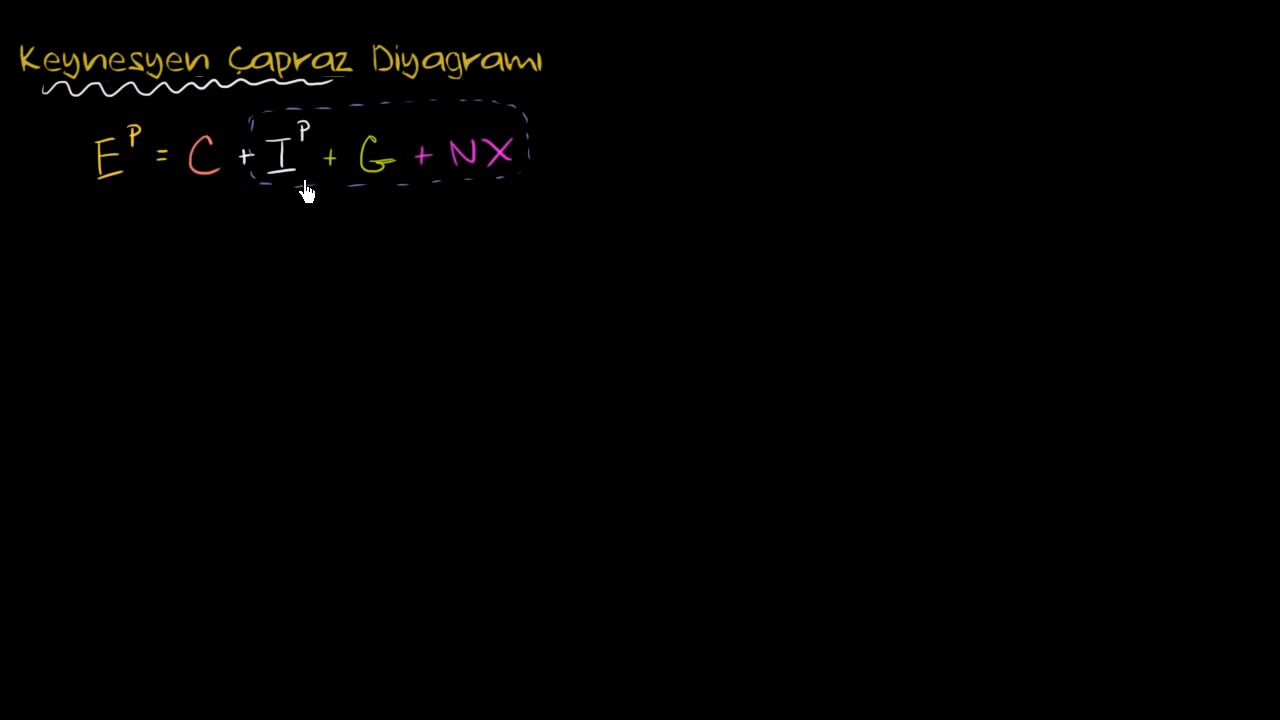 Keynesyen Çapraz Diyagramı
E^P = C + I^P + G + NX